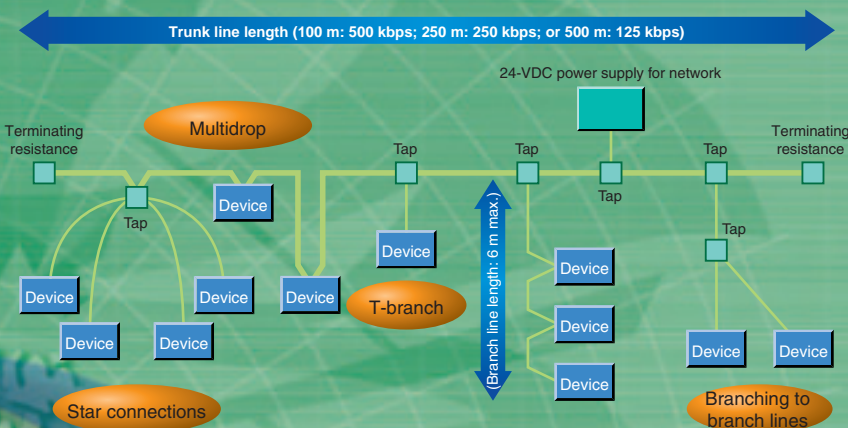 Trunk line length (100 m: 500 kbps; 250 m: 250 kbps; or 500 m: 125 kbps)
24-VDC power supply for network
Terminating
resistance
Multidrop
Tap
Tap
Tap
Terminating
resistance
Tap
Device
Tap
Tap
Device
(Branch line length: 6 m max.)
Device
Device
Device
Device
T-branch
Device
Device
Device
Device
Device
Device
Star connections
Branching to
branch lines